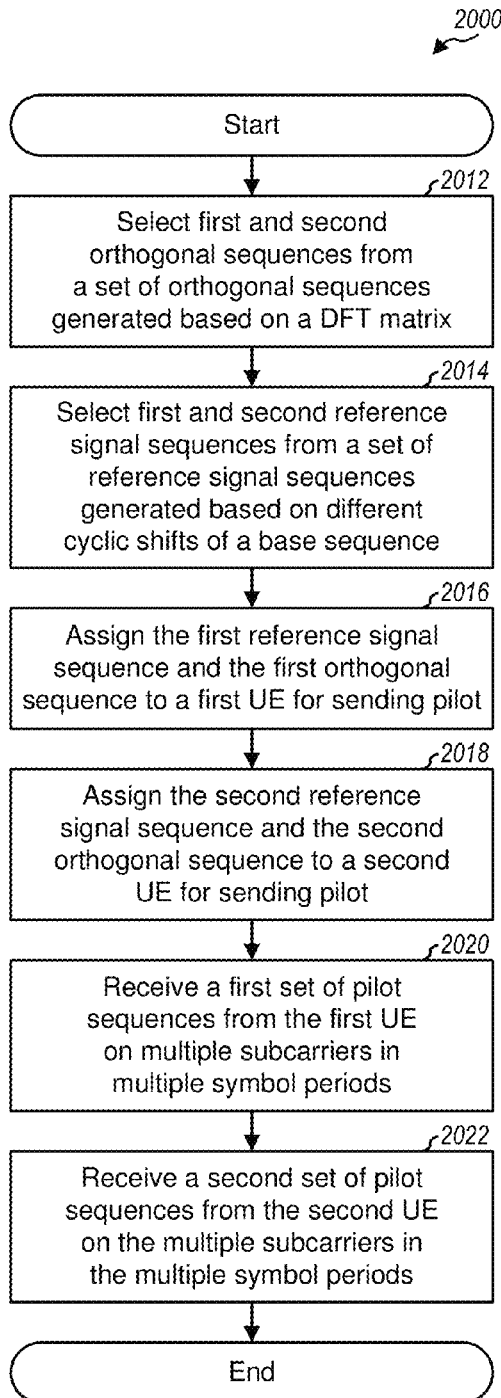 2000
Start
2012
Select first and second
orthogonal sequences from
a set of orthogonal sequences
generated based on a DFT matrix
2014
Select first and second reference
signal sequences from a set of
reference signal sequences
generated based on different
cyclic shifts of a base sequence
2016
Assign the first reference signal
sequence and the first orthogonal
sequence to a first UE for sending pilot
2018
Assign the second reference
signal sequence and the second
orthogonal sequence to a second
UE for sending pilot
2020
Receive a first set of pilot
sequences from the first UE
on multiple subcarriers in
multiple symbol periods
2022
Receive a second set of pilot
sequences from the second UE
on the multiple subcarriers in
the multiple symbol periods
End